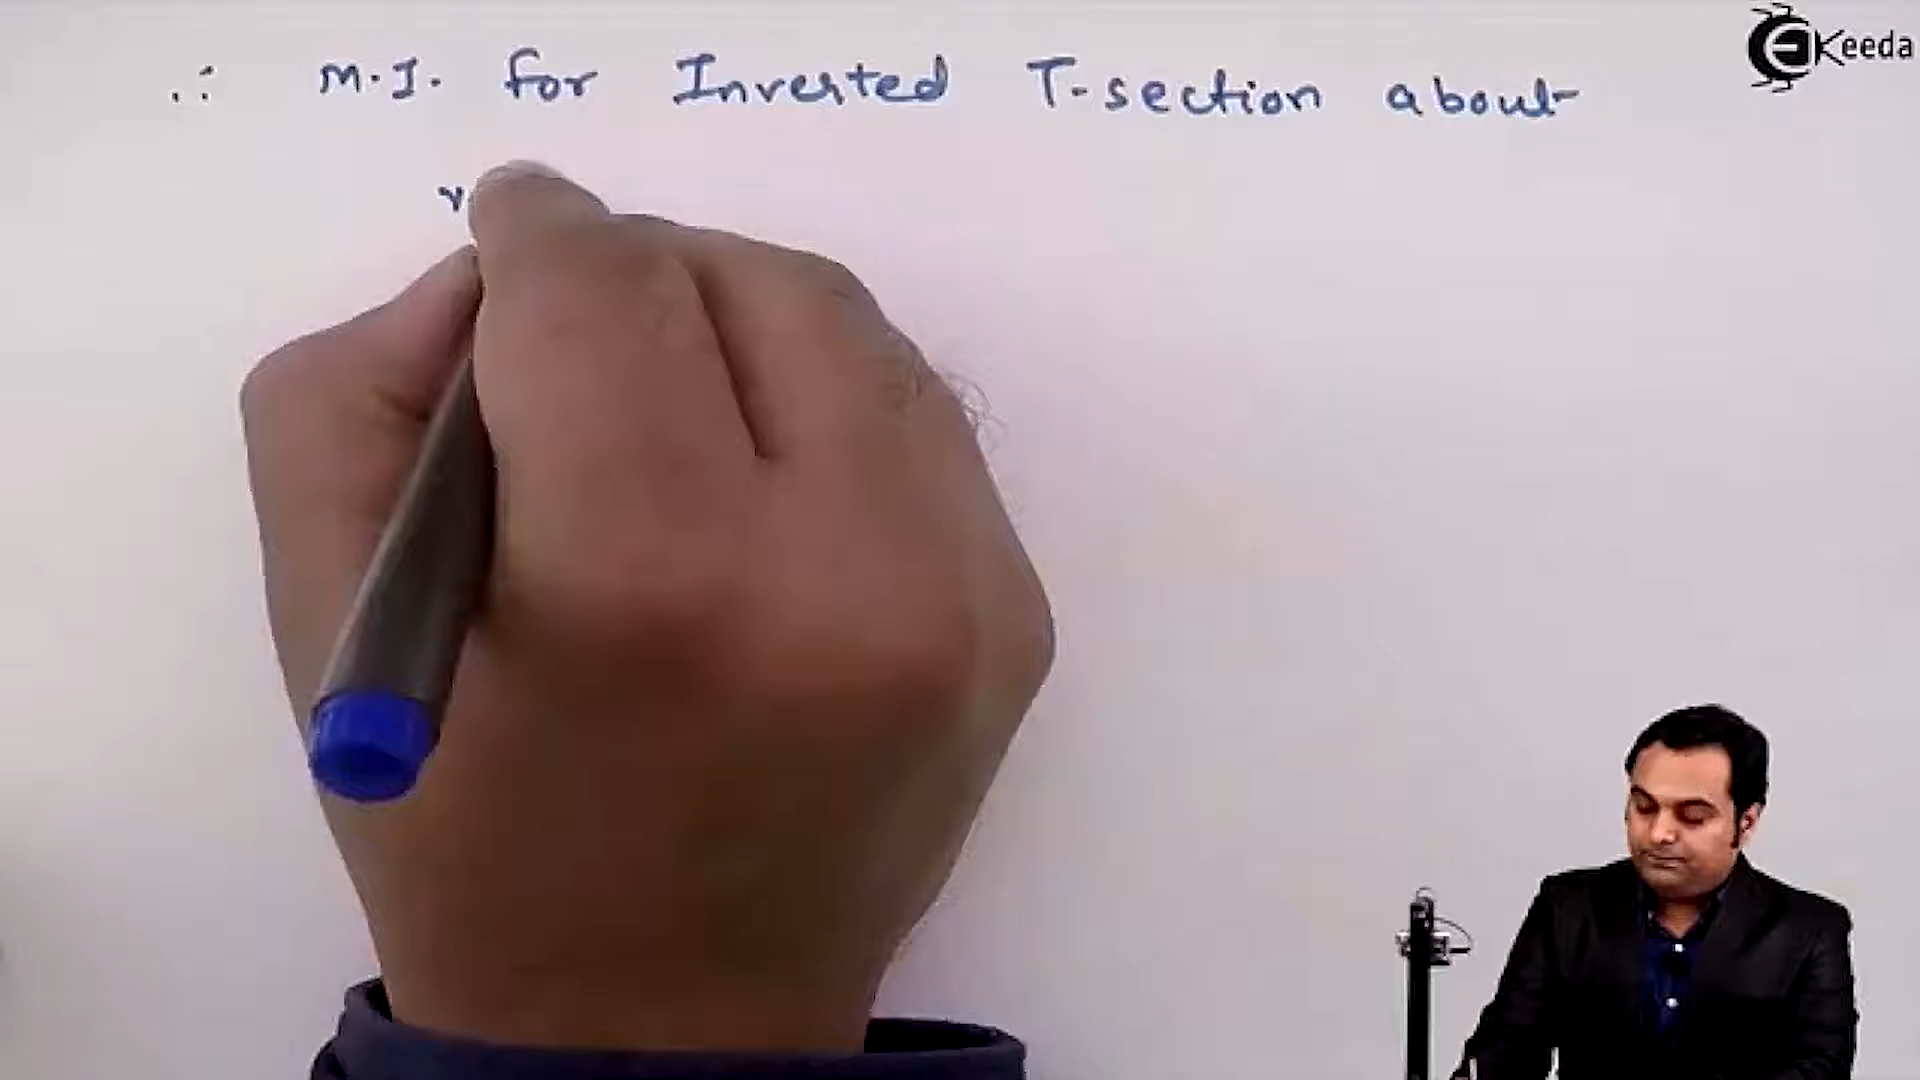 ∴ M.I. for Inverted T-section about
Ekeeda